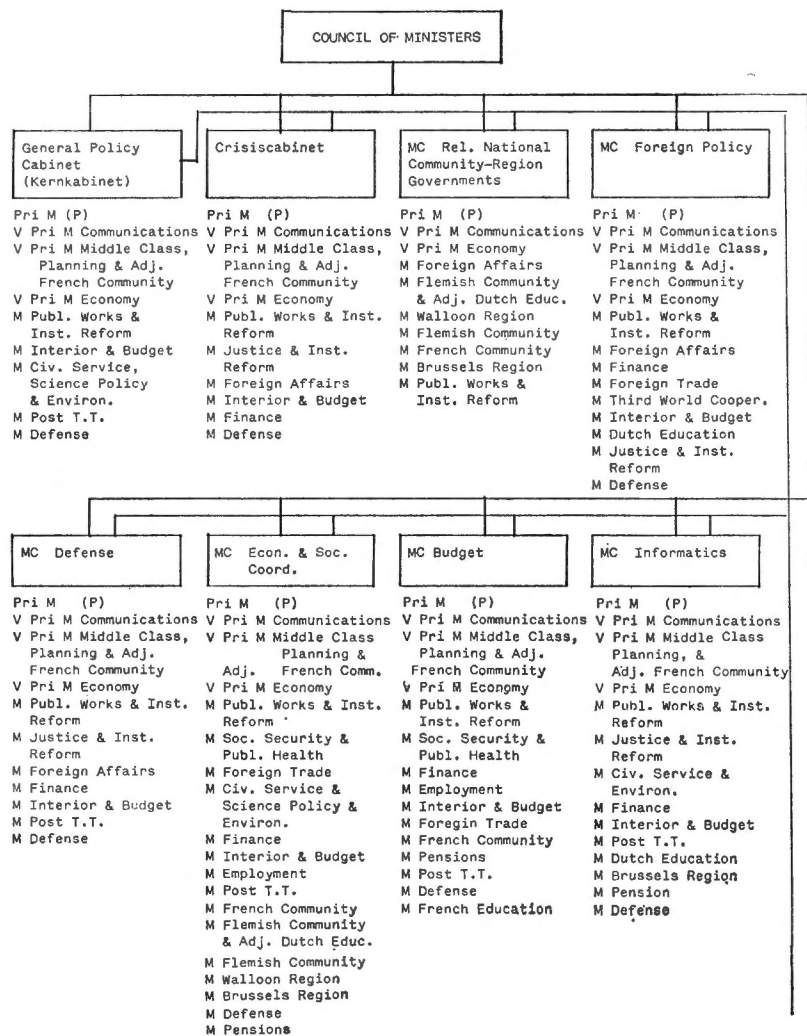 COUNCIL OF MINISTERS
General Policy
Cabinet
(Kernkabinet)
Pri M (P)
V Pri M Communications
V Pri M Middle Class,
Planning & Adj.
French Community
V Pri M Economy
M Publ. Works &
Inst. Reform
M Interior & Budget
M Civ. Service,
Science Policy
& Environ.
M Post T.T.
M Defense
Crisiscabinet
Pri M (P)
V Pri M Communications
V Pri M Middle Class,
Planning & Adj.
French Community
V Pri M Economy
M Publ. Works & Inst.
Reform
M Justice & Inst.
Reform
M Foreign Affairs
M Interior & Budget
M Finance
M Defense
MC Rel. National
Community-Region
Governments
Pri M (P)
V Pri M Communications
V Pri M Economy
M Foreign Affairs
M Flemish Community
& Adj. Dutch Educ.
M Walloon Region
M Flemish Community
M French Community
M Brussels Region
M Publ. Works &
Inst. Reform
MC Foreign Policy
Pri M (P)
V Pri M Communications
V Pri M Middle Class,
Planning & Adj.
French Community
V Pri M Economy
M Publ. Works &
Inst. Reform
M Foreign Affairs
M Finance
M Foreign Trade
M Third World Cooper.
M Interior & Budget
M Dutch Education
M Justice & Inst.
Reform
M Defense
MC Defense
Pri M (P)
V Pri M Communications
V Pri M Middle Class,
Planning & Adj.
French Community
V Pri M Economy
M Publ. Works & Inst.
Reform
M Justice & Inst.
Reform
M Foreign Affairs
M Finance
M Interior & Budget
M Post T.T.
M Defense
MC Econ. & Soc.
Coord.
Pri M (P)
V Pri M Communications
V Pri M Middle Class
Planning &
Adj. French Comm.
V Pri M Economy
M Publ. Works & Inst.
Reform
M Soc. Security &
Publ. Health
M Foreign Trade
M Civ. Service &
Science Policy &
Environ.
M Finance
M Interior & Budget
M Employment
M Post T.T.
M French Community
M Flemish Community
& Adj. Dutch Educ.
M Flemish Community
M Walloon Region
M Brussels Region
M Defense
M Pensions
MC Budget
Pri M (P)
V Pri M Communications
V Pri M Middle Class,
Planning & Adj.
French Community
V Pri M Economy
M Publ. Works &
Inst. Reform
M Soc. Security &
Publ. Health
M Finance
M Employment
M Interior & Budget
M Foregin Trade
M French Community
M Pensions
M Post T.T.
M Defense
M French Education
MC Informatics
Pri M (P)
V Pri M Communications
V Pri M Middle Class
Planning, &
Adj. French Community
V Pri M Economy
M Publ. Works & Inst.
Reform
M Justice & Inst.
Reform
M Civ. Service &
Environ.
M Finance
M Interior & Budget
M Post T.T.
M Dutch Education
M Brussels Region
M Pension
M Defense